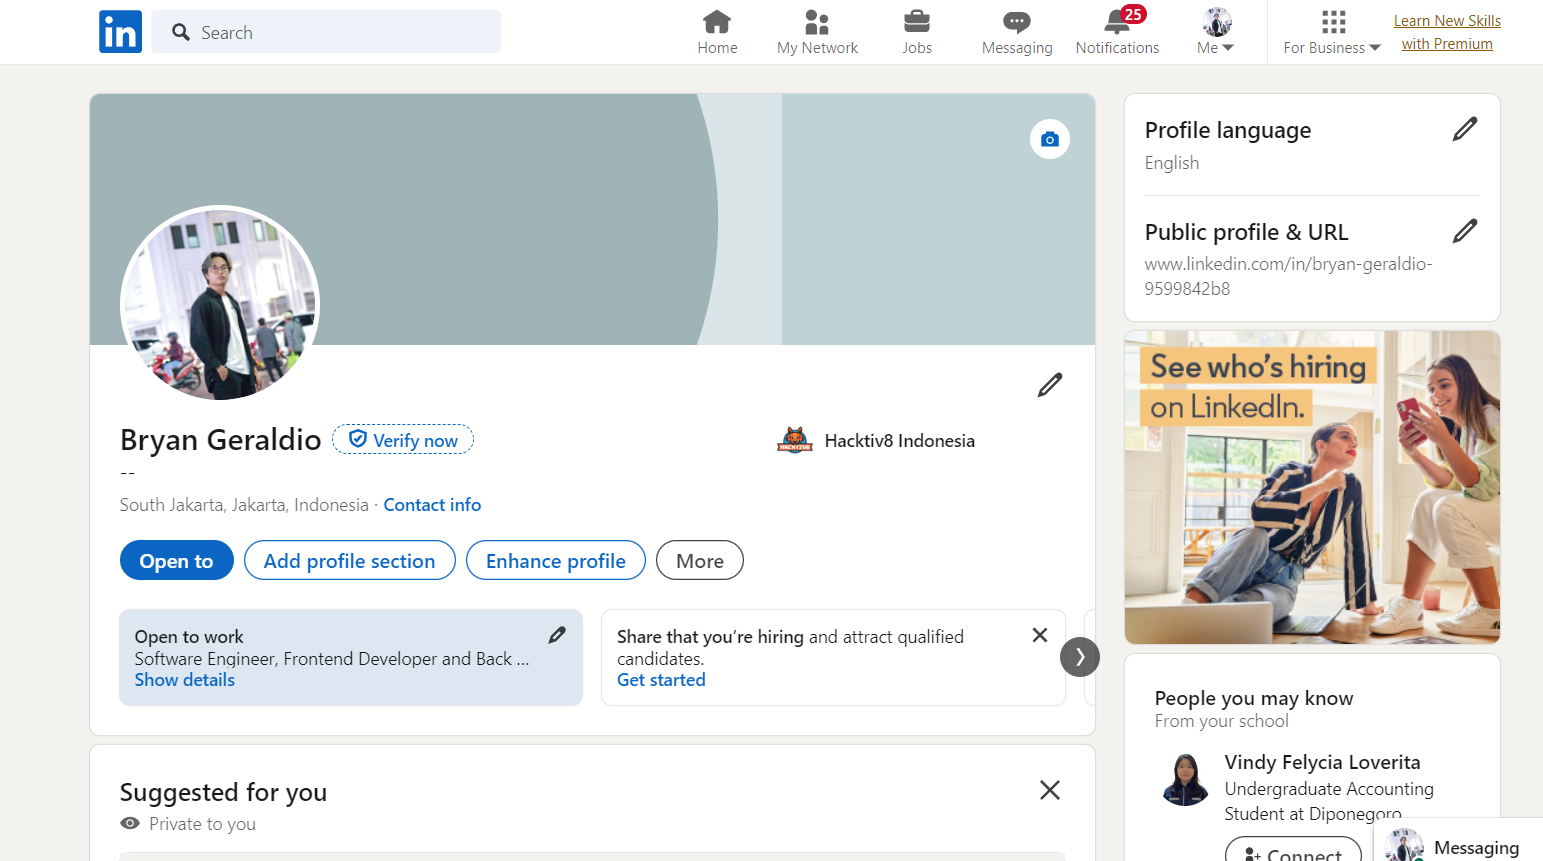 in
Search
Home
My Network
Jobs
Messaging
25
Notifications
Me
For Business
Learn New Skills
with Premium
Bryan Geraldio
Verify now
--
South Jakarta, Jakarta, Indonesia · Contact info
HACKTIV8
Hacktiv8 Indonesia
Open to
Add profile section
Enhance profile
More
Open to work
Software Engineer, Frontend Developer and Back ...
Show details
Share that you're hiring and attract qualified
candidates.
Get started
Suggested for you
Private to you
Profile language
English
Public profile & URL
www.linkedin.com/in/bryan-geraldio-
9599842b8
See who's hiring
on LinkedIn.
People you may know
From your school
Vindy Felycia Loverita
Undergraduate Accounting
Student at Diponegoro
Connect
Messaging